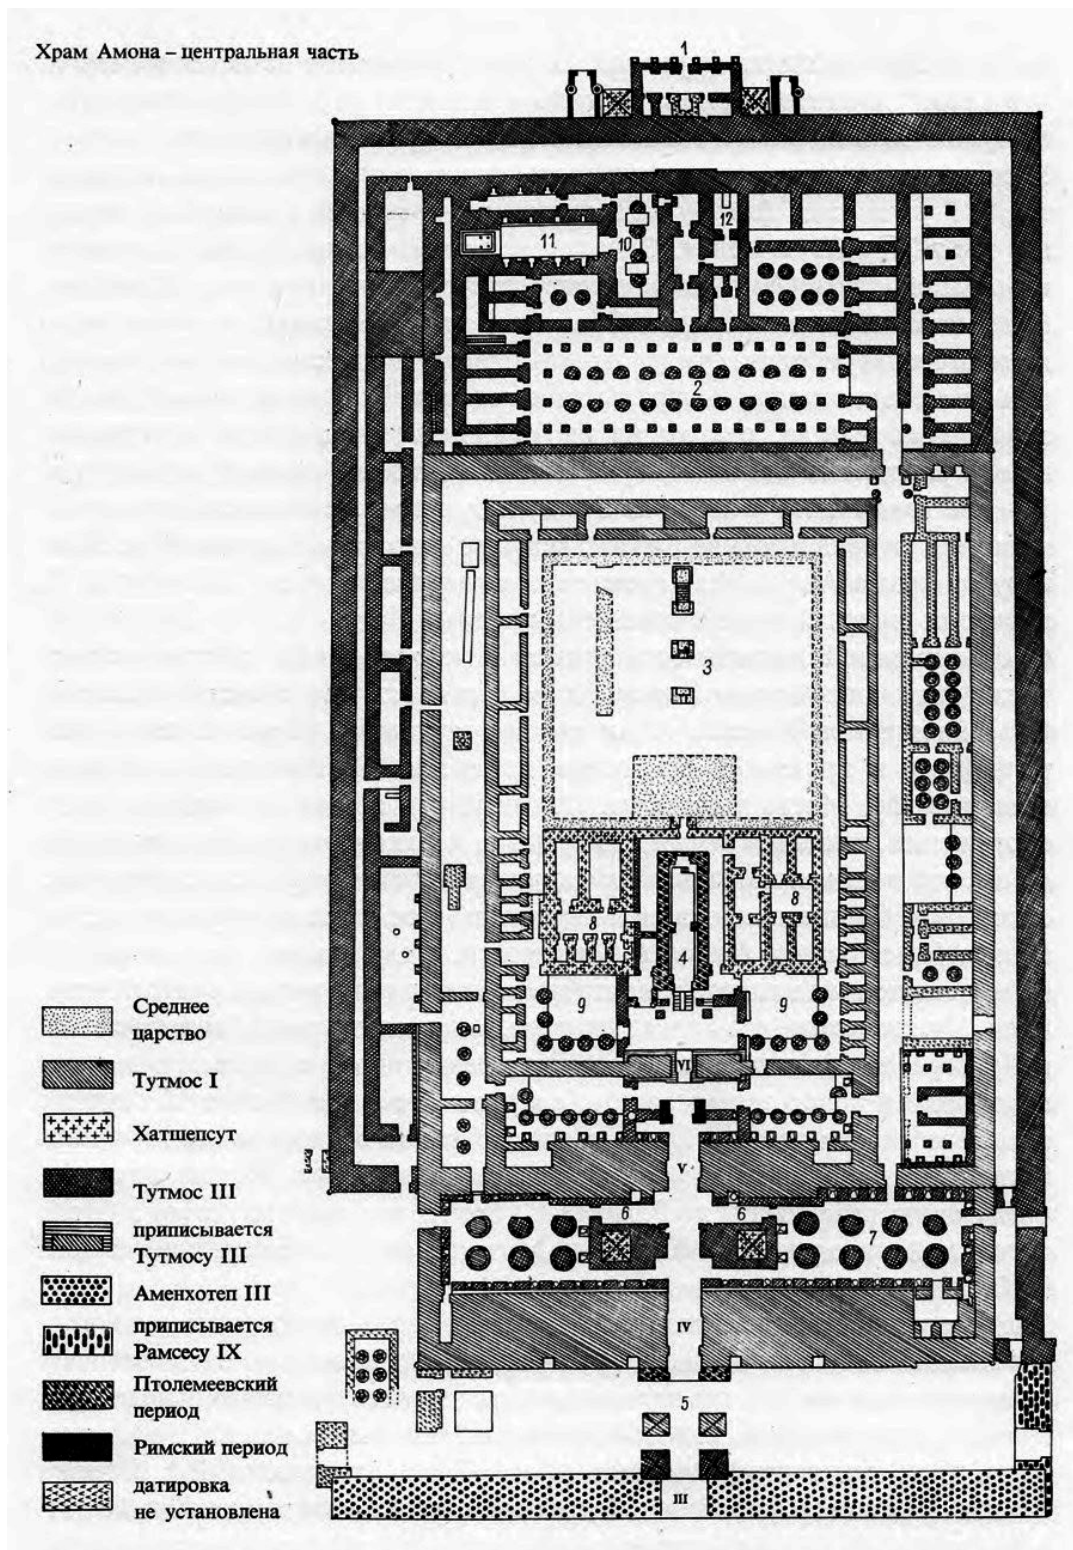 Храм Амона – центральная часть
1
12
11
10
2
3
8
8
4
9
9
VI
V
6
6
7
IV
5
III
Среднее
царство
Тутмос I
Хатшепсут
Тутмос III
приписывается
Тутмосу III
Аменхотеп III
приписывается
Рамсесу IX
Птолемеевский
период
Римский период
датировка
не установлена